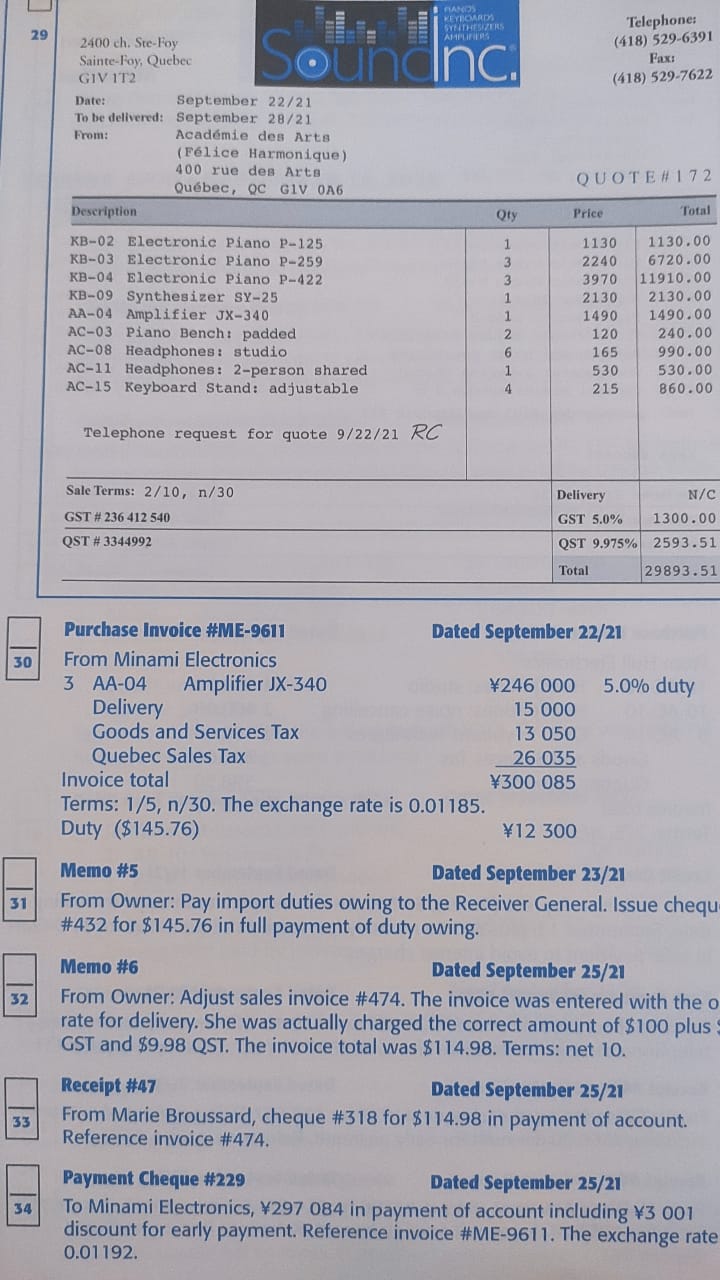 29
2400 ch. Ste-Foy
Sainte-Foy, Quebec
G1V 1T2
PIANOS
KEYBOARDS
SYNTHESIZERS
AMPLIFIERS
SoundInc.
Telephone:
(418) 529-6391
Fax:
(418) 529-7622
Date: September 22/21
To be delivered: September 28/21
From: Académie des Arts
(Félice Harmonique)
400 rue des Arts
Québec, QC G1V 0A6
QUOTE#172
Description Qty Price Total
KB-02 Electronic Piano P-125 1 1130 1130.00
KB-03 Electronic Piano P-259 3 2240 6720.00
KB-04 Electronic Piano P-422 3 3970 11910.00
KB-09 Synthesizer SY-25 1 2130 2130.00
AA-04 Amplifier JX-340 1 1490 1490.00
AC-03 Piano Bench: padded 2 120 240.00
AC-08 Headphones: studio 6 165 990.00
AC-11 Headphones: 2-person shared 1 530 530.00
AC-15 Keyboard Stand: adjustable 4 215 860.00
Telephone request for quote 9/22/21 RC
Sale Terms: 2/10, n/30 Delivery N/C
GST # 236 412 540 GST 5.0% 1300.00
QST # 3344992 QST 9.975% 2593.51
Total 29893.51
Purchase Invoice #ME-9611 Dated September 22/21
30 From Minami Electronics
3 AA-04 Amplifier JX-340 ¥246 000 5.0% duty
Delivery 15 000
Goods and Services Tax 13 050
Quebec Sales Tax 26 035
Invoice total ¥300 085
Terms: 1/5, n/30. The exchange rate is 0.01185.
Duty ($145.76) ¥12 300
Memo #5 Dated September 23/21
31 From Owner: Pay import duties owing to the Receiver General. Issue chequ
#432 for $145.76 in full payment of duty owing.
Memo #6 Dated September 25/21
32 From Owner: Adjust sales invoice #474. The invoice was entered with the o
rate for delivery. She was actually charged the correct amount of $100 plus $
GST and $9.98 QST. The invoice total was $114.98. Terms: net 10.
Receipt #47 Dated September 25/21
33 From Marie Broussard, cheque #318 for $114.98 in payment of account.
Reference invoice #474.
Payment Cheque #229 Dated September 25/21
34 To Minami Electronics, ¥297 084 in payment of account including ¥3 001
discount for early payment. Reference invoice #ME-9611. The exchange rate
0.01192.